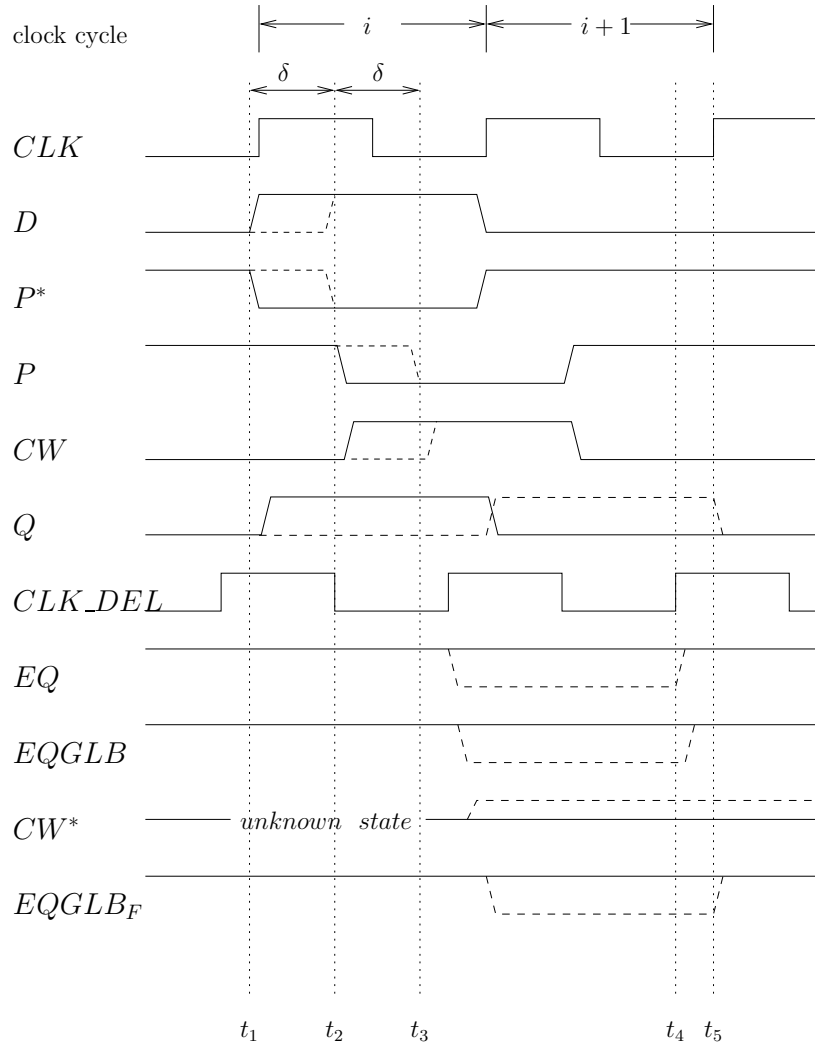 clock cycle
i
i + 1
δ
δ
CLK
D
P*
P
CW
Q
CLK_DEL
EQ
EQGLB
CW*
unknown state
EQGLB_F
t_1
t_2
t_3
t_4
t_5